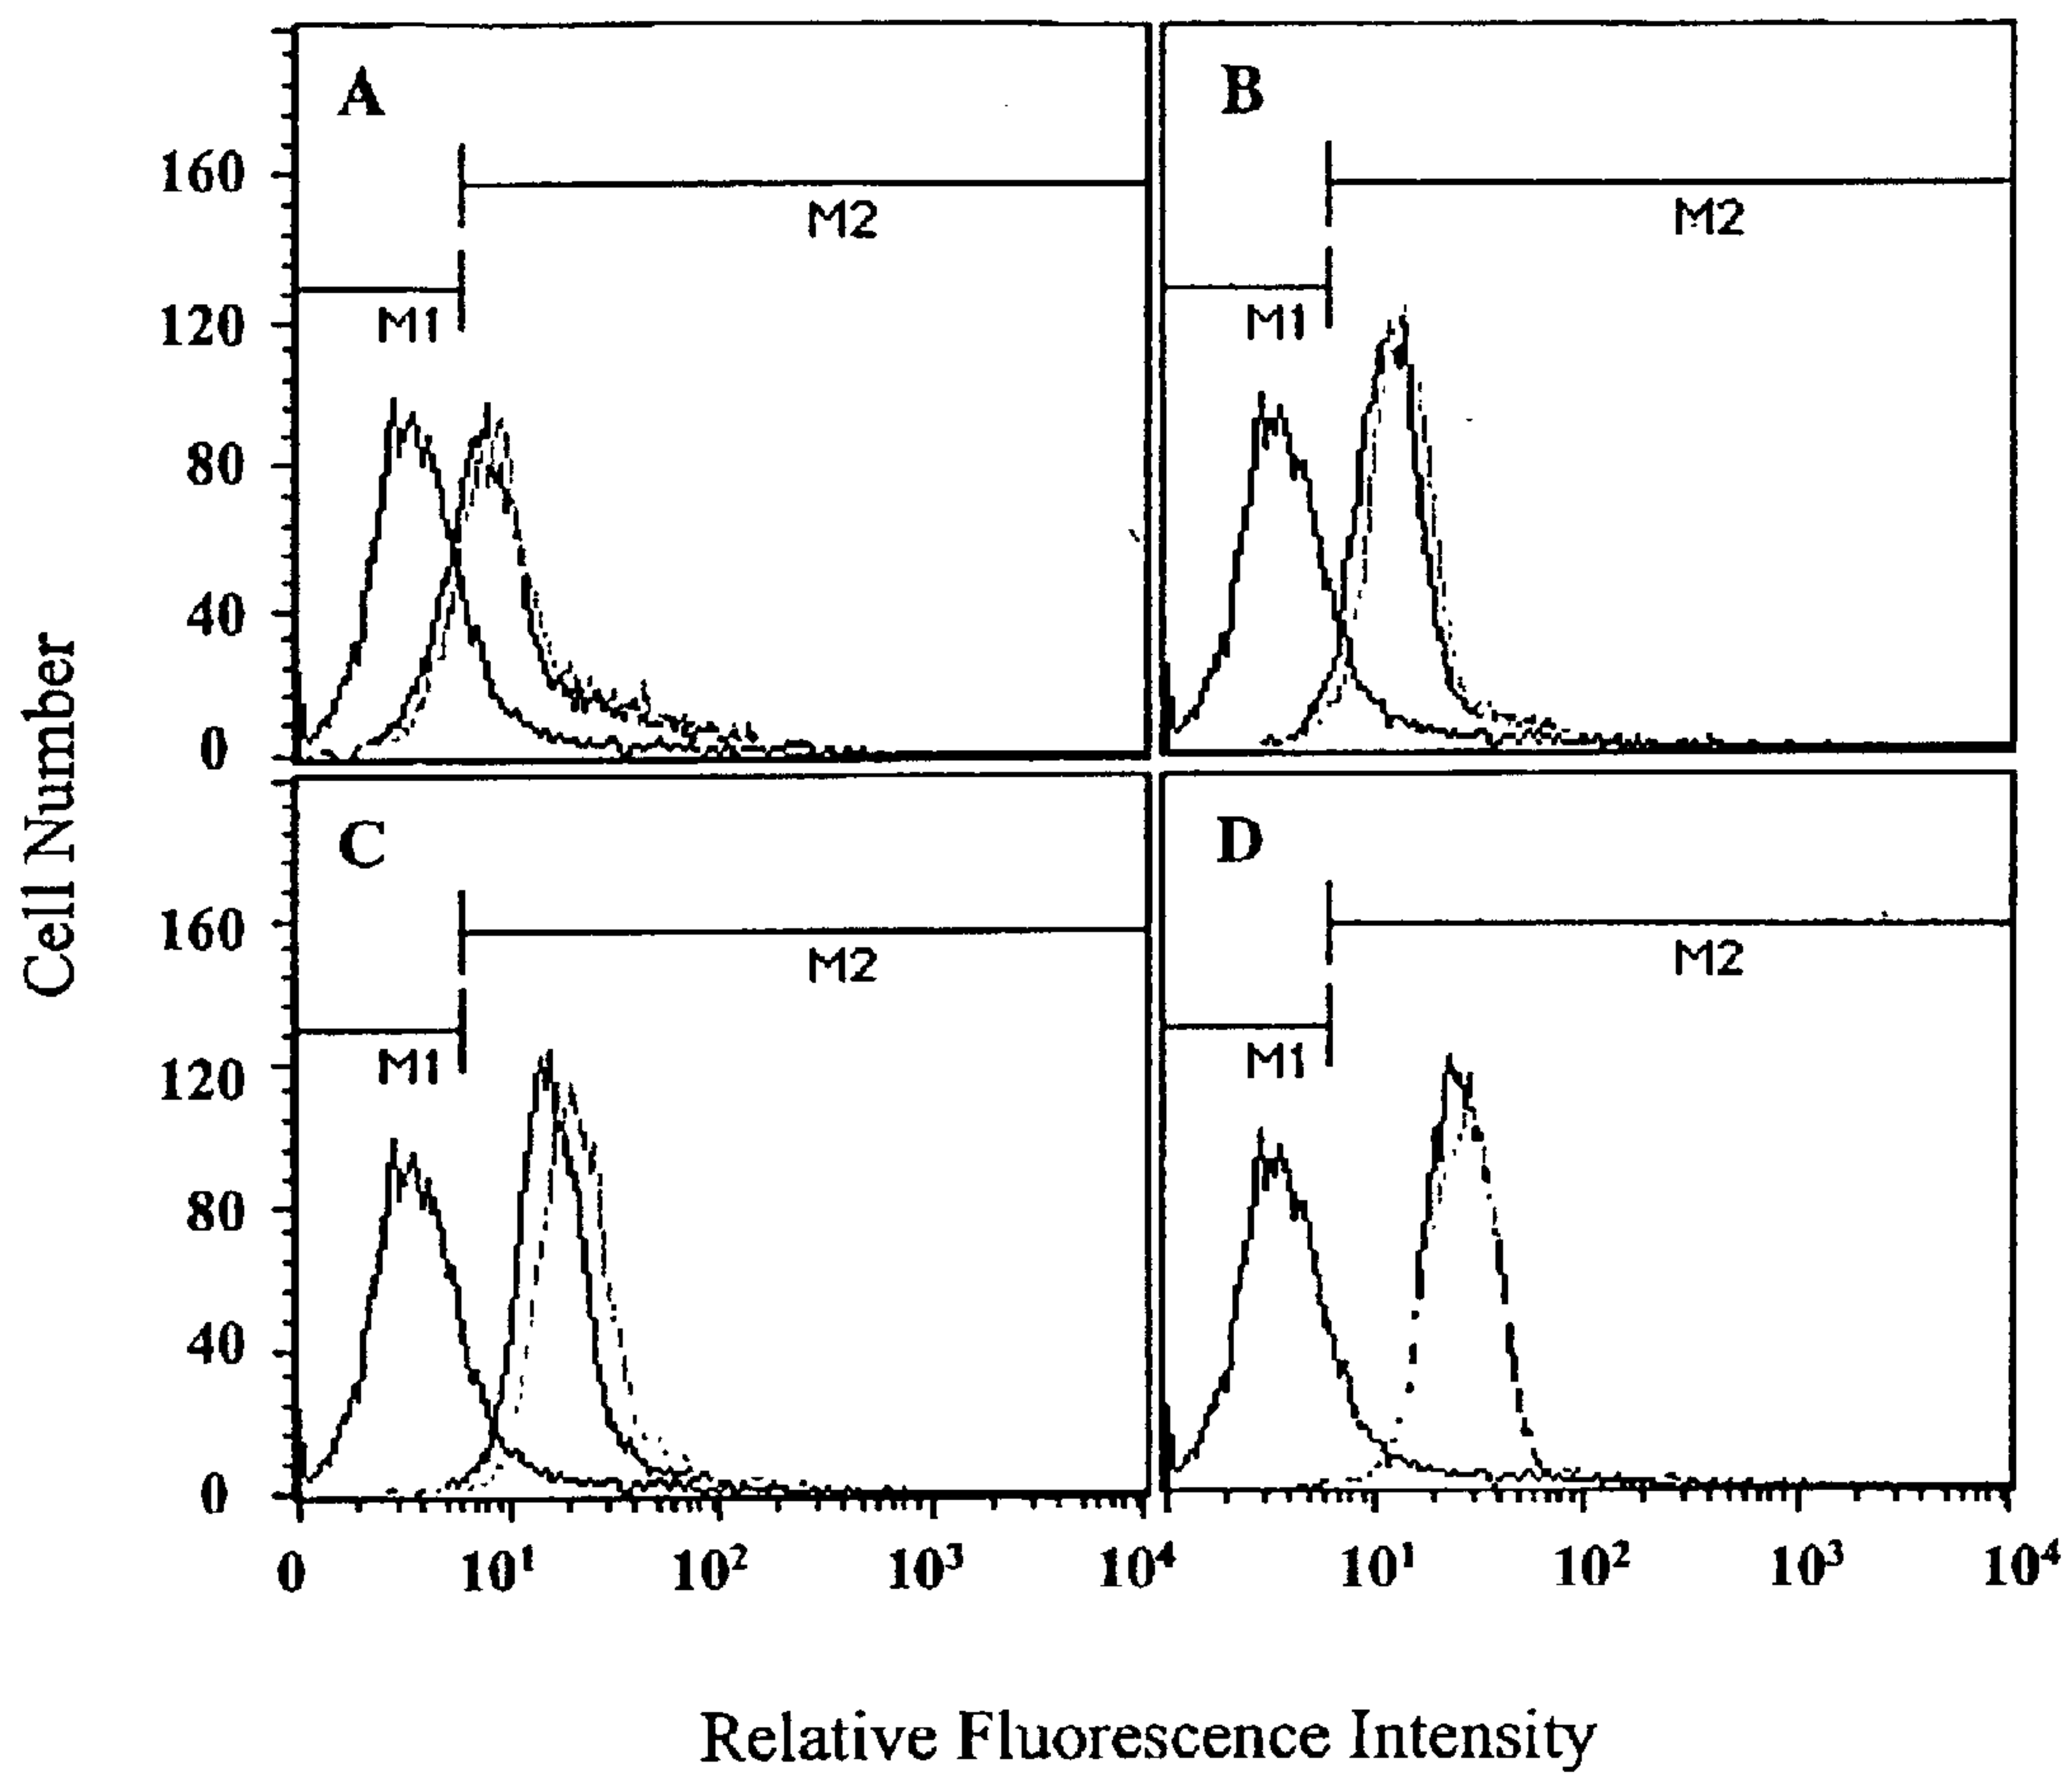 A
B
160
M2
M2
120
M1
M1
80
40
0
Cell Number
C
D
160
M2
M2
120
M1
M1
80
40
0
0 10¹ 10² 10³ 10⁴ 10¹ 10² 10³ 10⁴
Relative Fluorescence Intensity